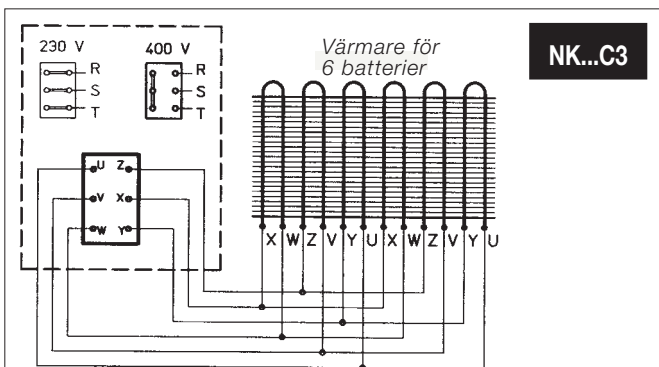 230 V
400 V
R
S
T
R
S
T
U Z
V X
W Y
Värmare för
6 batterier
NK...C3
X W Z V Y U X W Z V Y U